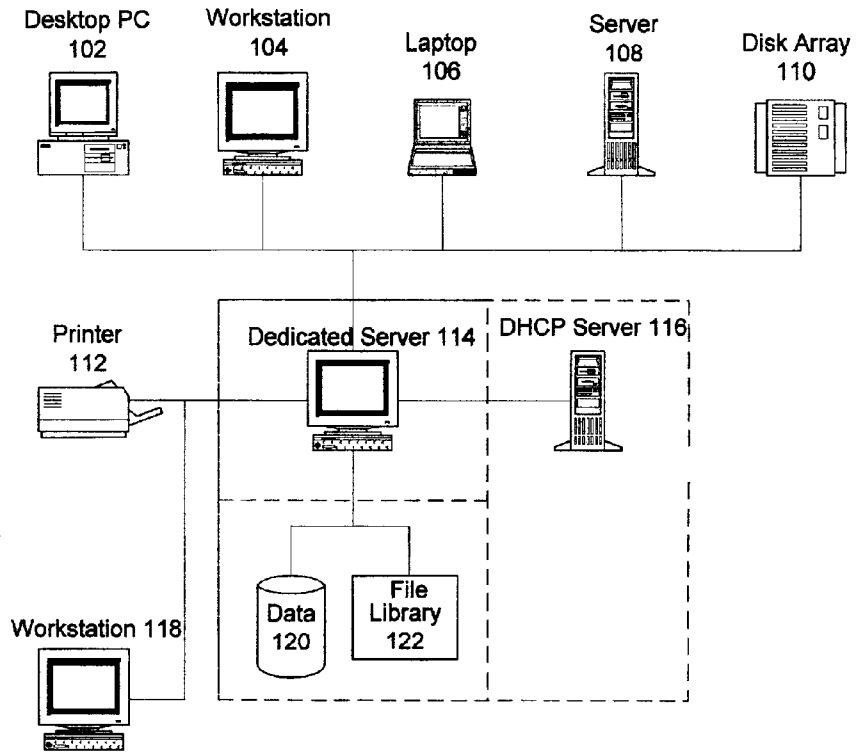 Desktop PC
102
Workstation
104
Laptop
106
Server
108
Disk Array
110
Printer
112
Dedicated Server 114
DHCP Server 116
Data
120
File
Library
122
Workstation 118